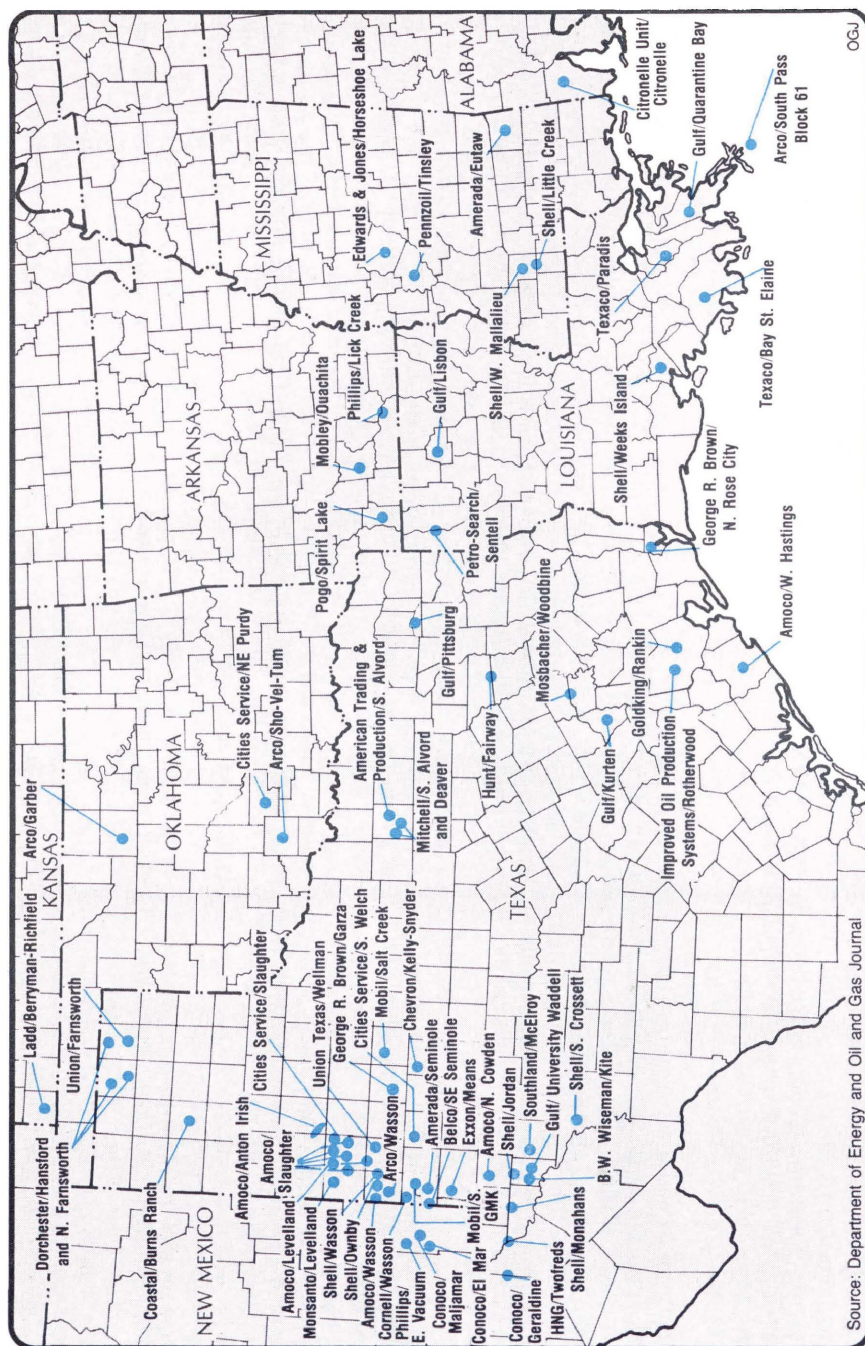 Dorchester/Hansford
and N. Farnsworth
Ladd/Berryman-Richfield
Arco/Garber
KANSAS
Union/Farnsworth
OKLAHOMA
Cities Service/NE Purdy
Arco/Sho-Vel-Tum
Coastal/Burns Ranch
NEW MEXICO
Amoco/Anton Irish
Amoco/
Slaughter
Cities Service/Slaughter
Union Texas/Wellman
George R. Brown/Garza
Cities Service/S. Welch
Mobil/Salt Creek
Chevron/Kelly-Snyder
Amoco/Levelland
Monsanto/Levelland
Shell/Wasson
Shell/Ownby
Amoco/Wasson
Cornell/Wasson
Phillips/
E. Vacuum
Conoco/
Maljamar
Conoco/El Mar
Arco/Wasson
Mobil/S.
GMK
Amerada/Seminole
Belco/SE Seminole
Exxon/Means
Amoco/N. Cowden
Shell/Jordan
Southland/McElroy
Gulf/University Waddell
Shell/S. Crossett
Conoco/
Geraldine
HNG/Twofreds
Shell/Monahans
B.W. Wiseman/Kite
TEXAS
American Trading &
Production/S. Alvord
Mitchell/S. Alvord
and Deaver
Gulf/Pittsburg
Hunt/Fairway
Mosbacher/Woodbine
Gulf/Kurten
Goldking/Rankin
Improved Oil Production
Systems/Rotherwood
Amoco/W. Hastings
George R. Brown/
N. Rose City
ARKANSAS
Pogo/Spirit Lake
Mobley/Ouachita
Phillips/Lick Creek
Petro-Search/
Sentell
Gulf/Lisbon
LOUISIANA
Shell/Weeks Island
Texaco/Paradis
Texaco/Bay St. Elaine
Gulf/Quarantine Bay
Arco/South Pass
Block 61
MISSISSIPPI
Edwards & Jones/Horseshoe Lake
Pennzoil/Tinsley
Amerada/Eutaw
Shell/W. Mallalieu
Shell/Little Creek
ALABAMA
Citronelle Unit/
Citronelle
Source: Department of Energy and Oil and Gas Journal
OGJ